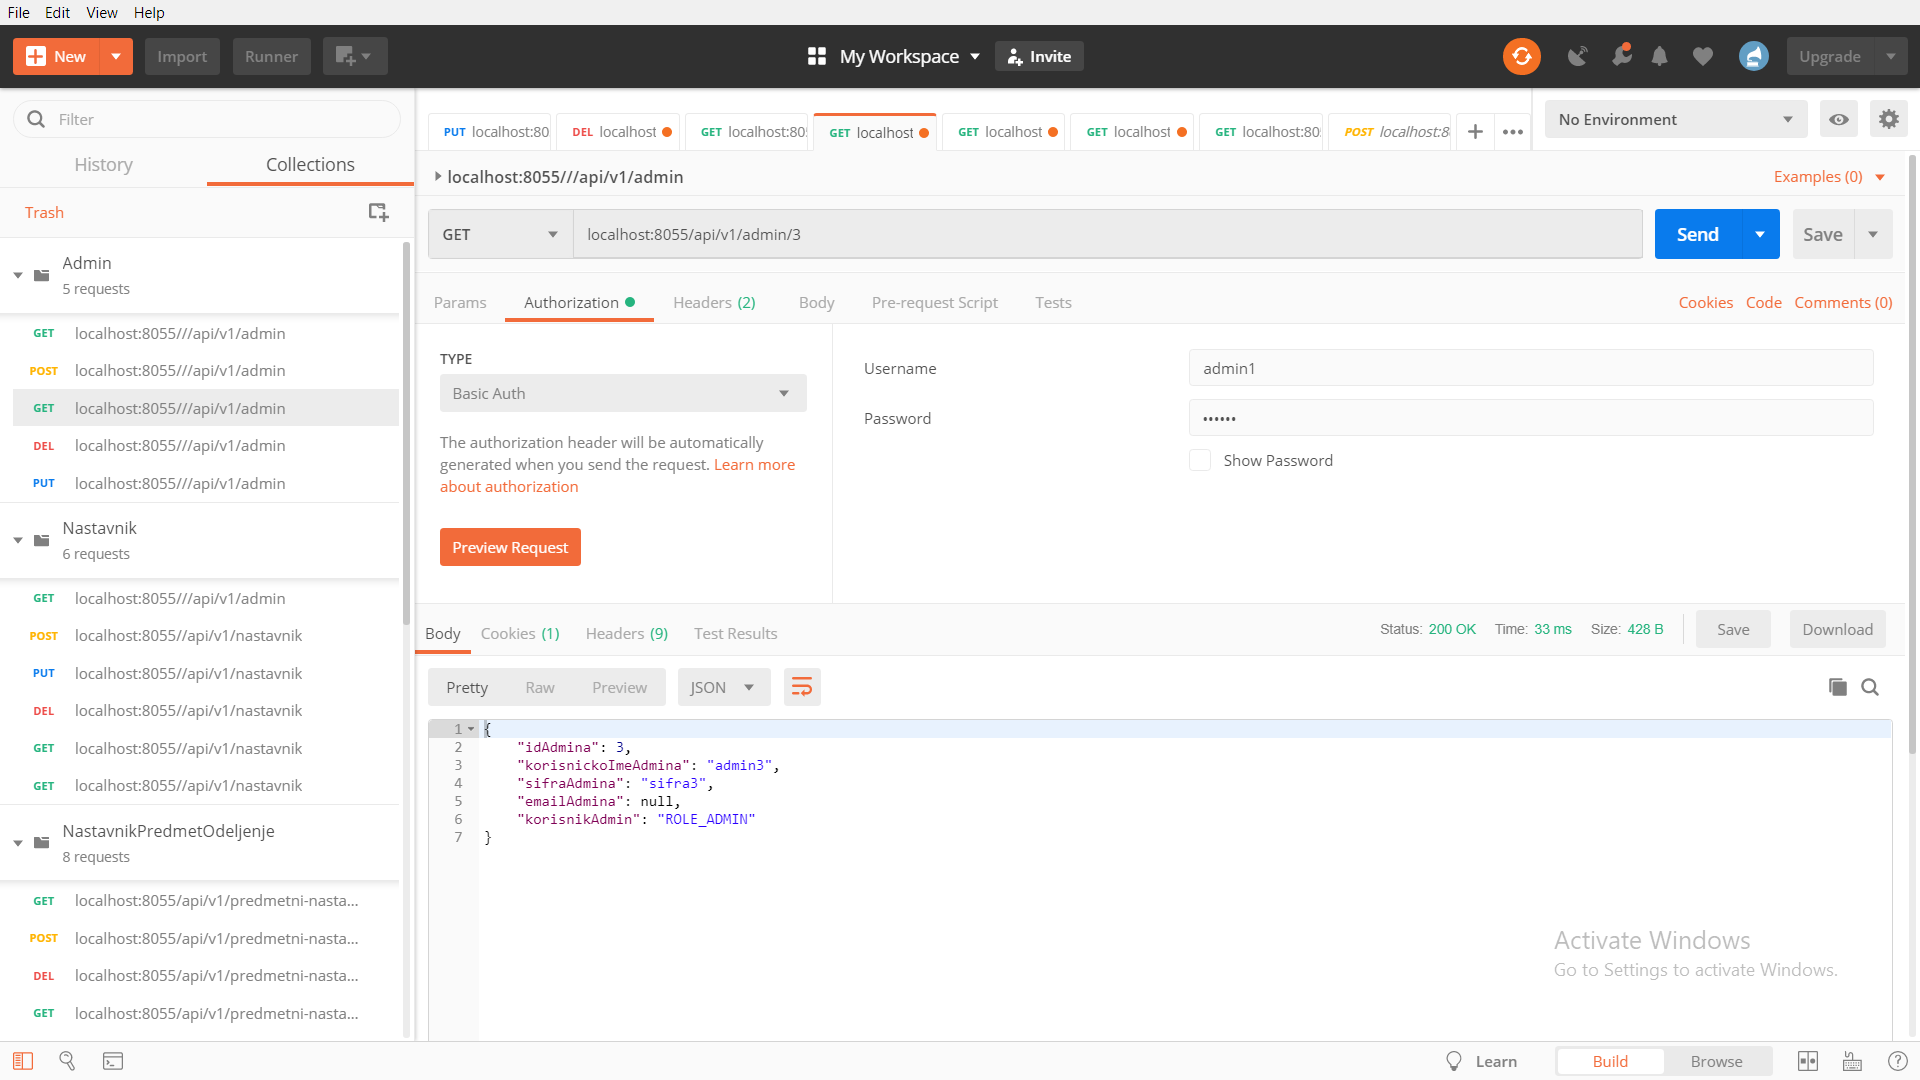 File Edit View Help
New Import Runner My Workspace Invite Upgrade
Filter
History Collections
Trash
Admin
5 requests
GET localhost:8055///api/v1/admin
POST localhost:8055///api/v1/admin
GET localhost:8055///api/v1/admin
DEL localhost:8055///api/v1/admin
PUT localhost:8055///api/v1/admin
Nastavnik
6 requests
GET localhost:8055///api/v1/admin
POST localhost:8055//api/v1/nastavnik
PUT localhost:8055//api/v1/nastavnik
DEL localhost:8055//api/v1/nastavnik
GET localhost:8055//api/v1/nastavnik
GET localhost:8055//api/v1/nastavnik
NastavnikPredmetOdeljenje
8 requests
GET localhost:8055/api/v1/predmetni-nasta...
POST localhost:8055/api/v1/predmetni-nasta...
DEL localhost:8055/api/v1/predmetni-nasta...
GET localhost:8055/api/v1/predmetni-nasta...
PUT localhost:80 DEL localhost GET localhost:80 GET localhost GET localhost GET localhost GET localhost:80 POST localhost:8
No Environment
localhost:8055///api/v1/admin Examples (0)
GET localhost:8055/api/v1/admin/3 Send Save
Params Authorization Headers (2) Body Pre-request Script Tests Cookies Code Comments (0)
TYPE
Basic Auth
The authorization header will be automatically
generated when you send the request. Learn more
about authorization
Preview Request
Username admin1
Password ••••••
Show Password
Body Cookies (1) Headers (9) Test Results Status: 200 OK Time: 33 ms Size: 428 B Save Download
Pretty Raw Preview JSON
1 {
2 "idAdmina": 3,
3 "korisnickoImeAdmina": "admin3",
4 "sifraAdmina": "sifra3",
5 "emailAdmina": null,
6 "korisnikAdmin": "ROLE_ADMIN"
7 }
Activate Windows
Go to Settings to activate Windows.
Learn Build Browse